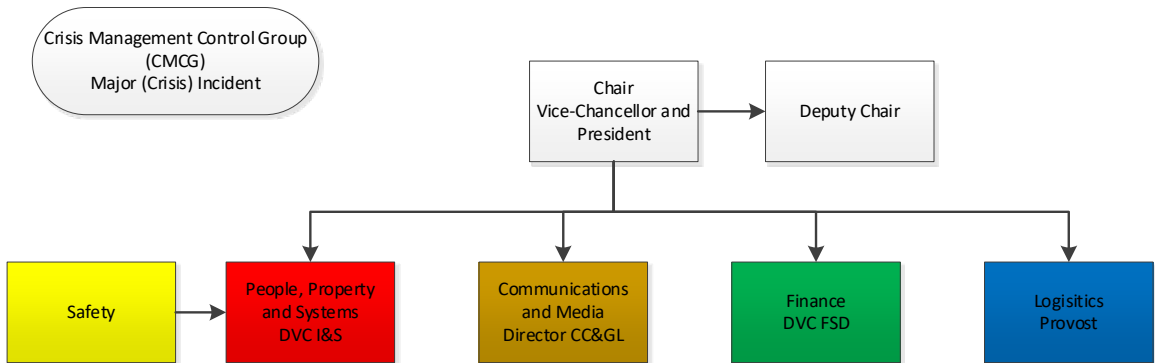 Crisis Management Control Group
(CMCG)
Major (Crisis) Incident
Chair
Vice-Chancellor and
President
Deputy Chair
Safety
People, Property
and Systems
DVC I&S
Communications
and Media
Director CC&GL
Finance
DVC FSD
Logisitics
Provost